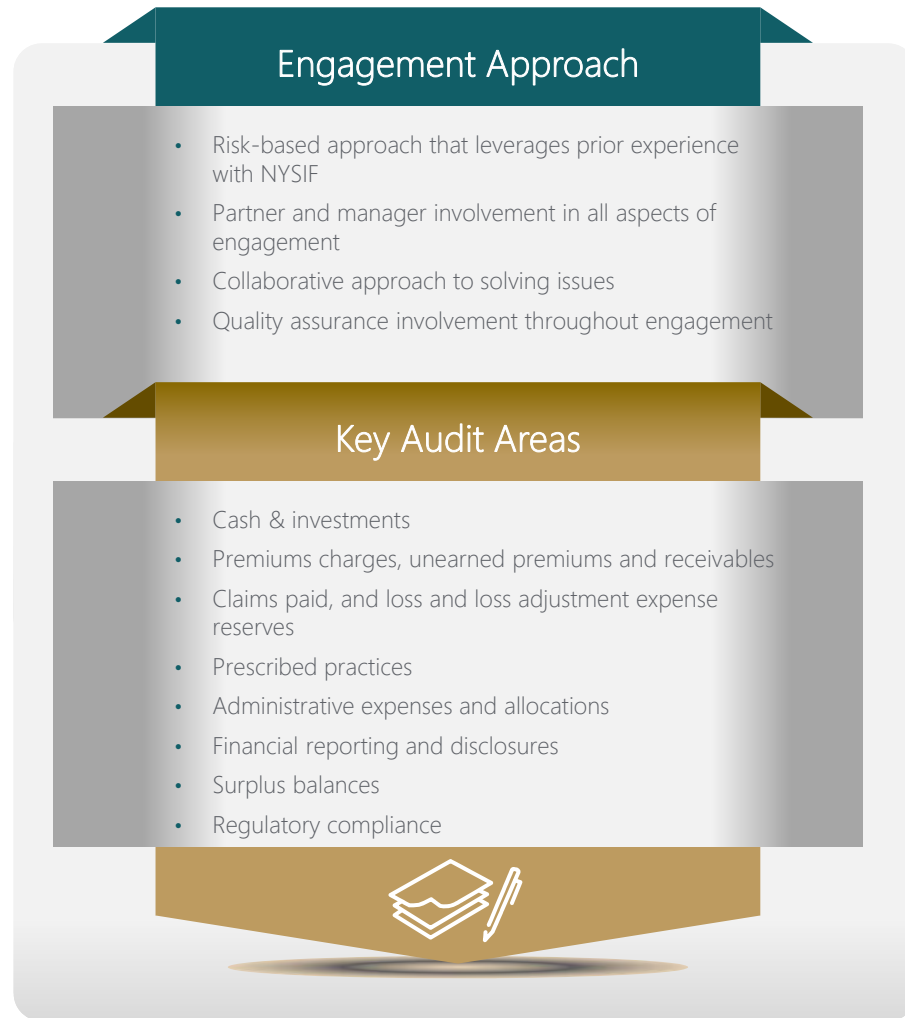 Engagement Approach
• Risk-based approach that leverages prior experience
with NYSIF
• Partner and manager involvement in all aspects of
engagement
• Collaborative approach to solving issues
• Quality assurance involvement throughout engagement
Key Audit Areas
• Cash & investments
• Premiums charges, unearned premiums and receivables
• Claims paid, and loss and loss adjustment expense
reserves
• Prescribed practices
• Administrative expenses and allocations
• Financial reporting and disclosures
• Surplus balances
• Regulatory compliance